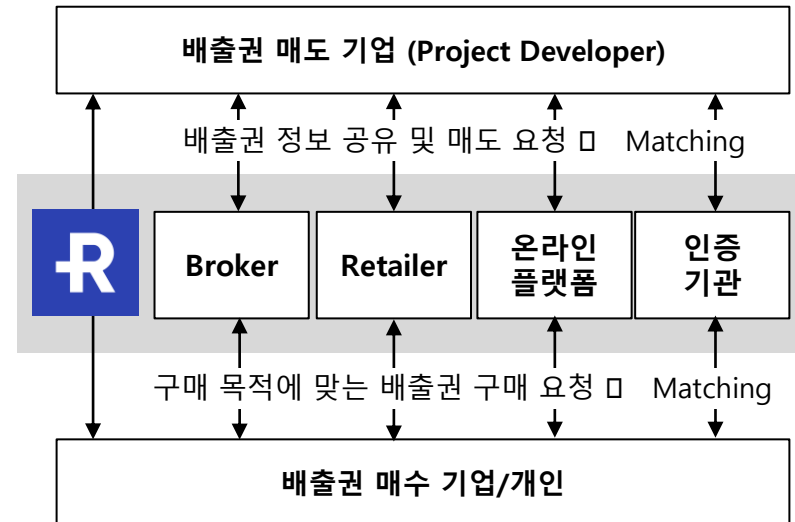 배출권 매도 기업 (Project Developer)
배출권 정보 공유 및 매도 요청 □ Matching
R
Broker
Retailer
온라인
플랫폼
인증
기관
구매 목적에 맞는 배출권 구매 요청 □ Matching
배출권 매수 기업/개인